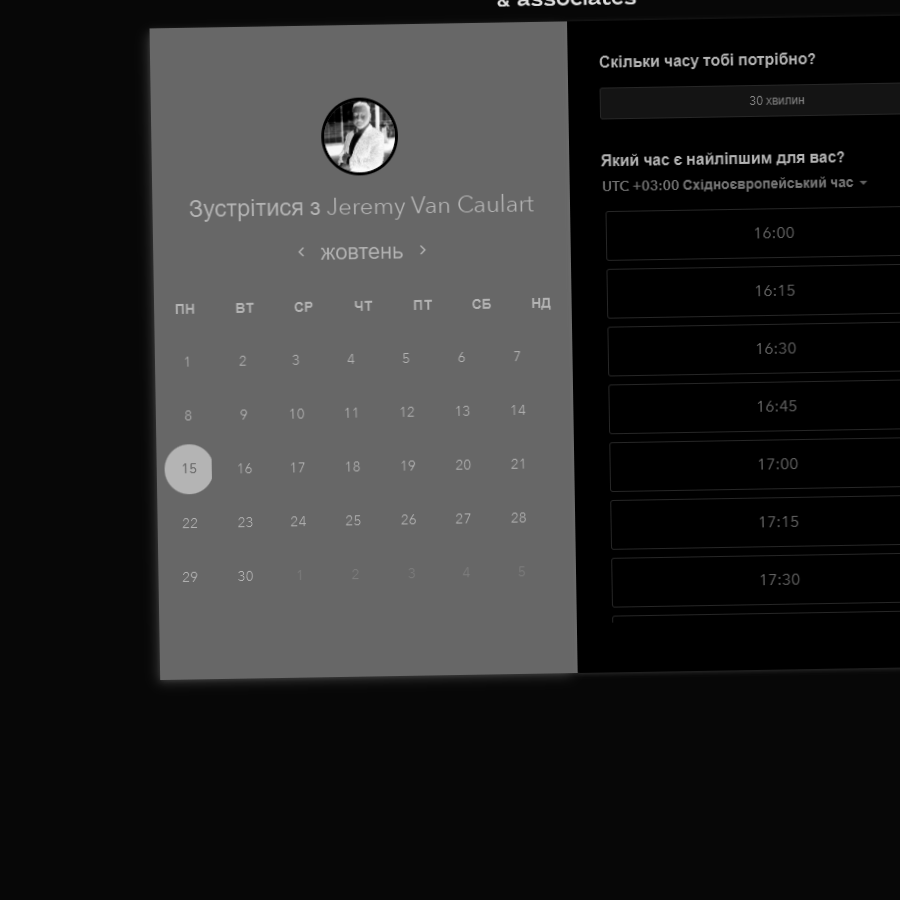 & associates
Зустрітися з Jeremy Van Caulart
жовтень
ПН ВТ СР ЧТ ПТ СБ НД
1 2 3 4 5 6 7
8 9 10 11 12 13 14
15 16 17 18 19 20 21
22 23 24 25 26 27 28
29 30 1 2 3 4 5
Скільки часу тобі потрібно?
30 хвилин
Який час є найліпшим для вас?
UTC +03:00 Східноєвропейський час
16:00
16:15
16:30
16:45
17:00
17:15
17:30